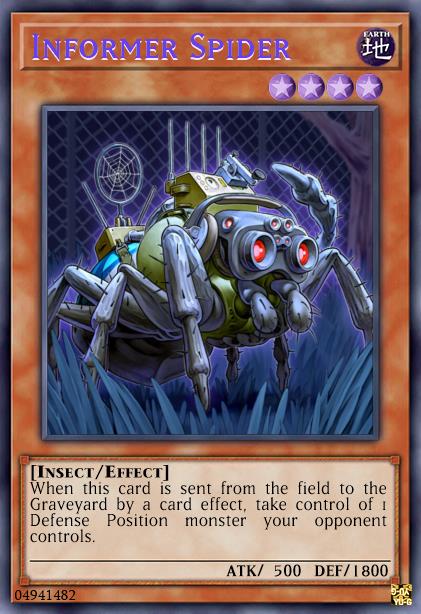 Informer Spider
EARTH
地
[Insect/Effect]
When this card is sent from the field to the
Graveyard by a card effect, take control of 1
Defense Position monster your opponent
controls.
ATK/ 500 DEF/1800
04941482